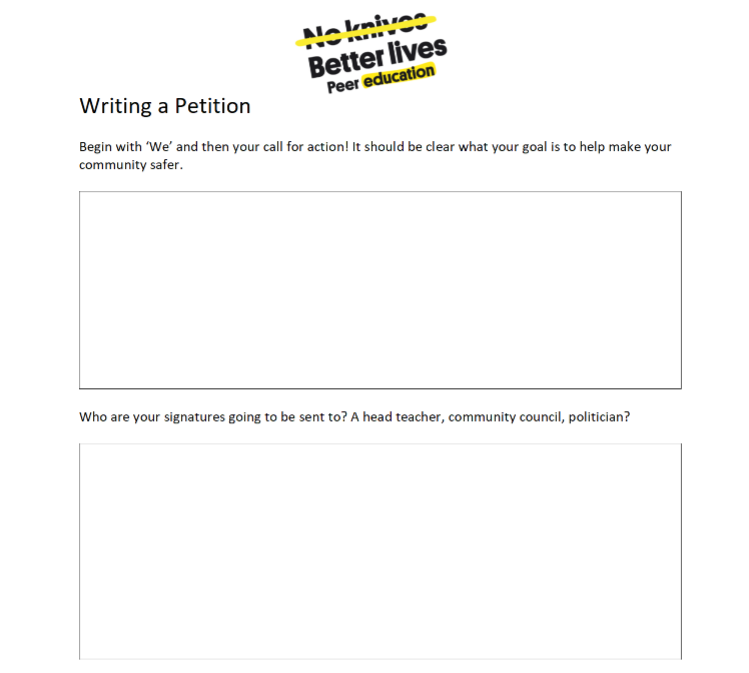 No knives
Better lives
Peer education
Writing a Petition
Begin with ‘We’ and then your call for action! It should be clear what your goal is to help make your
community safer.
Who are your signatures going to be sent to? A head teacher, community council, politician?